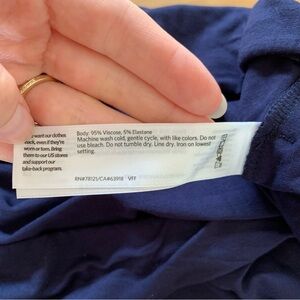 want our clothes
back, even if they're
worn or torn. Bring
them to our US stores
and support our
take-back program.
Body: 95% Viscose, 5% Elastane
Machine wash cold, gentle cycle, with like colors. Do not
use bleach. Do not tumble dry. Line dry. Iron on lowest
setting.
RN#78121/CA#63918 VFF